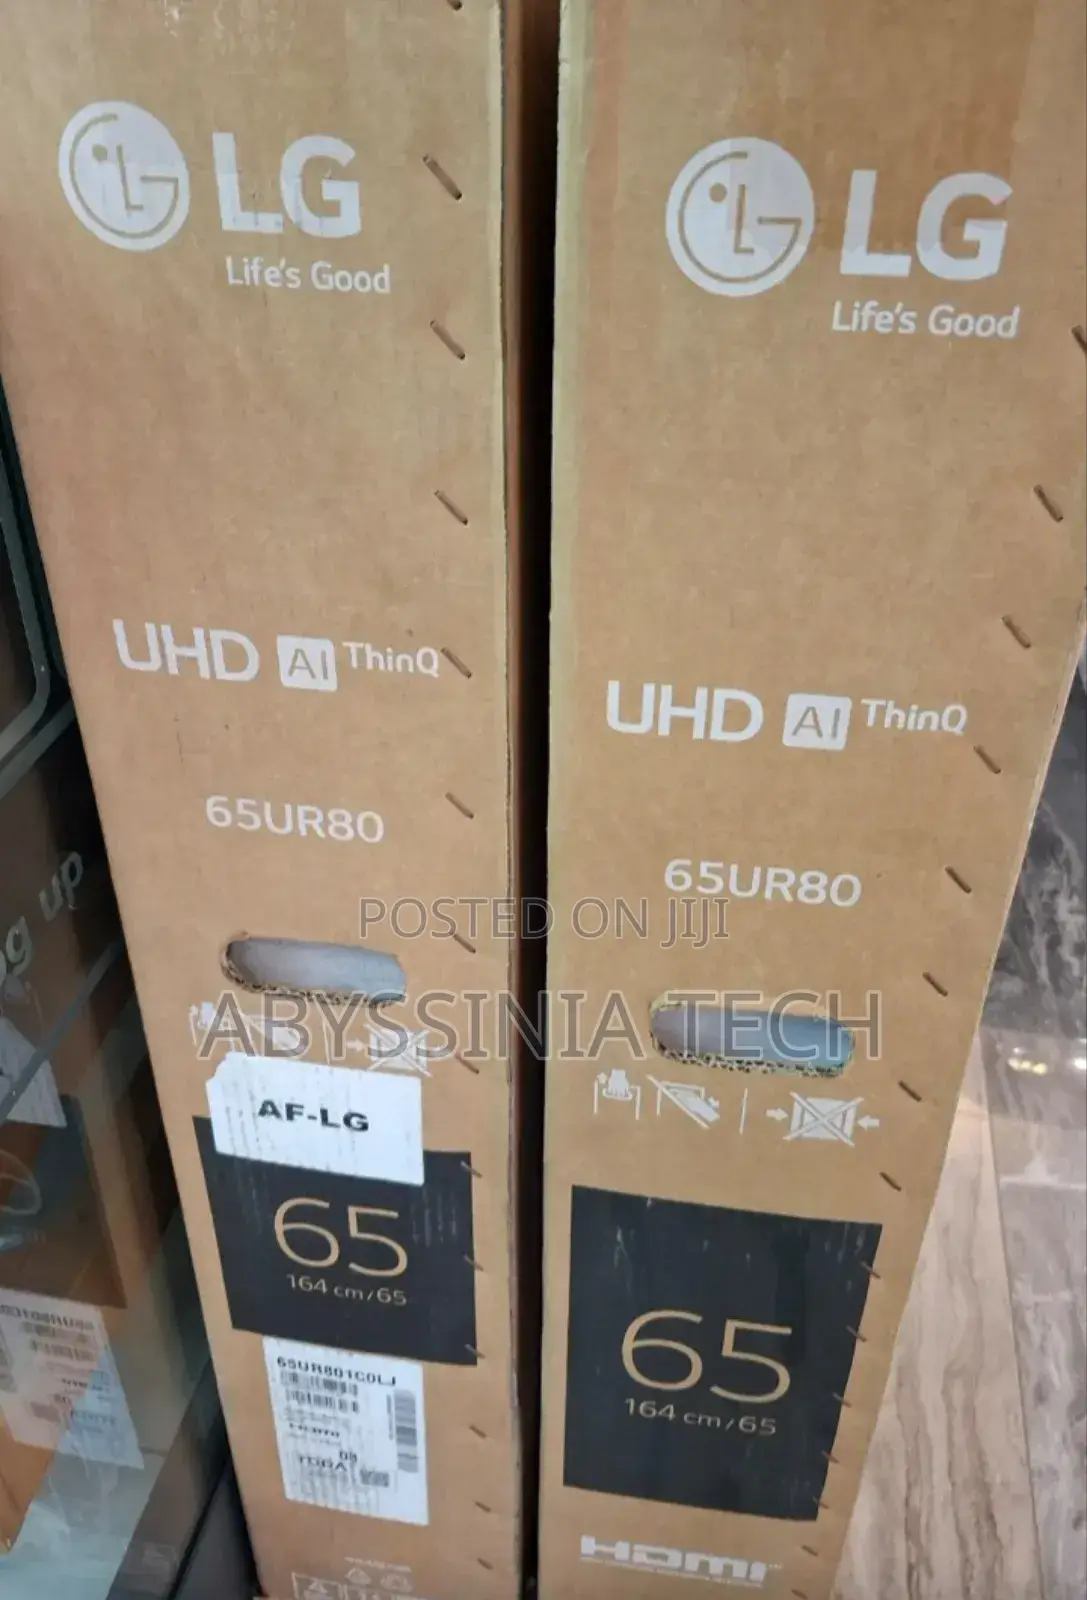 LG
Life's Good
UHD AI ThinQ
65UR80
AF-LG
65
164 cm/65
65UR801C0LJ
LG
Life's Good
UHD AI ThinQ
65UR80
65
164 cm/65
HDMI
POSTED ON JIJI
ABYSSINIA TECH
up